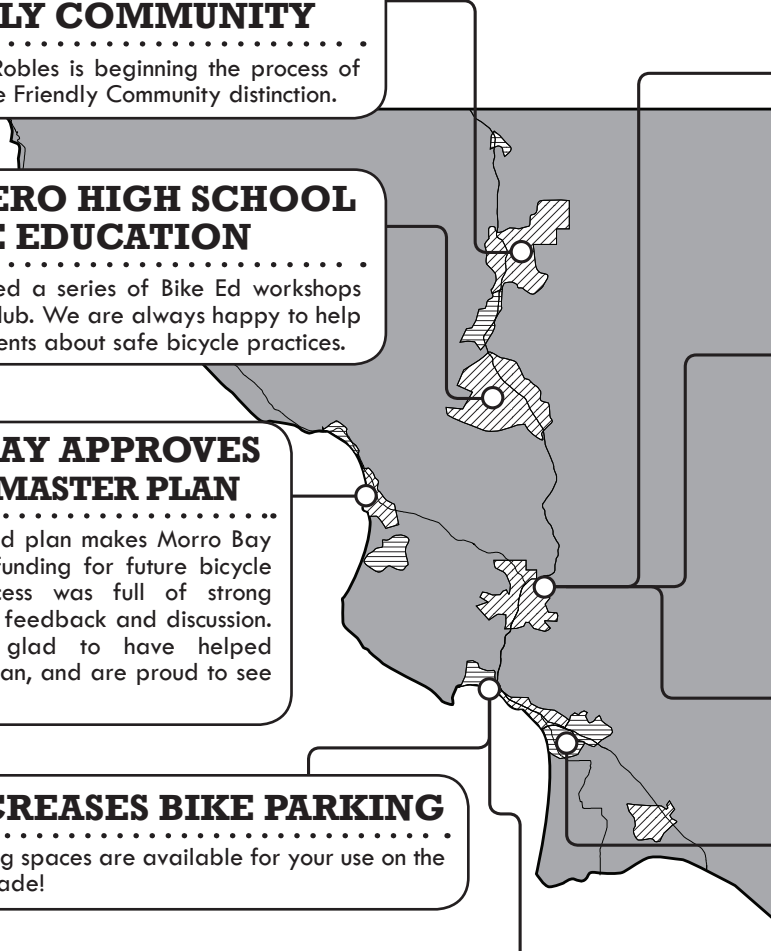 LY COMMUNITY
Robles is beginning the process of
e Friendly Community distinction.
ERO HIGH SCHOOL
E EDUCATION
ed a series of Bike Ed workshops
lub. We are always happy to help
ents about safe bicycle practices.
AY APPROVES
MASTER PLAN
d plan makes Morro Bay
funding for future bicycle
cess was full of strong
feedback and discussion.
glad to have helped
an, and are proud to see
CREASES BIKE PARKING
g spaces are available for your use on the
ade!